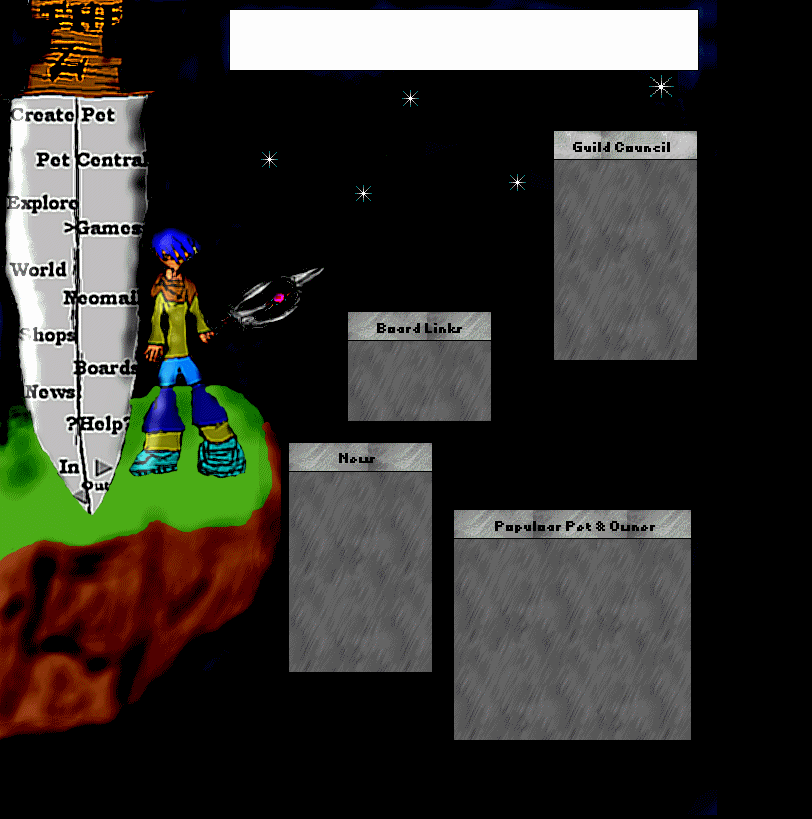 Create Pet
Pet Central
Explore
>Games
World
Neomail
Shops
Boards
News
?Help?
In
Out
Guild Council
Board Links
News
Populaar Pet & Owner